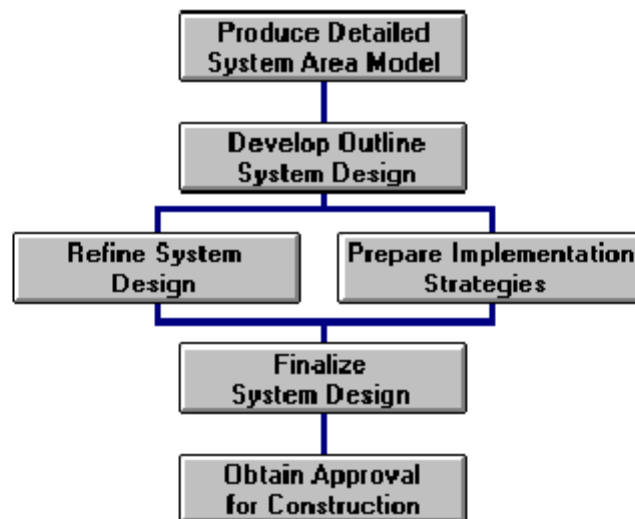 Produce Detailed
System Area Model
Develop Outline
System Design
Refine System
Design
Prepare Implementation
Strategies
Finalize
System Design
Obtain Approval
for Construction